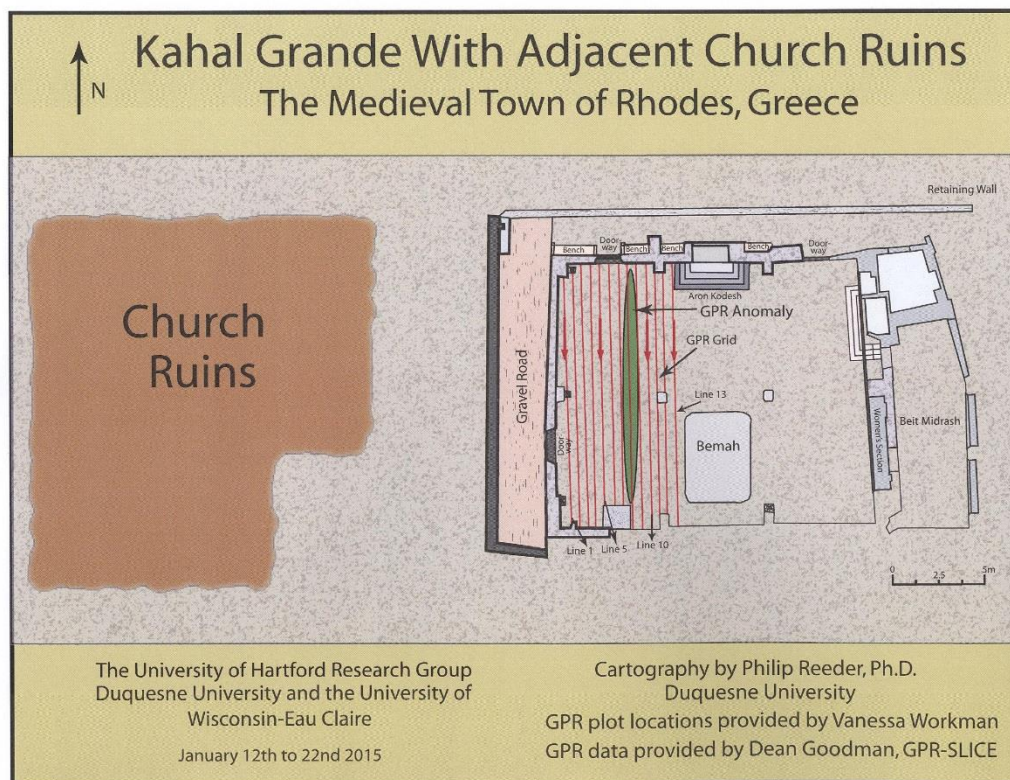 Kahal Grande With Adjacent Church Ruins
The Medieval Town of Rhodes, Greece
N
Retaining Wall
Church
Ruins
Gravel Road
Bench
Door-
way
Bench
Bench
Bench
Door-
way
Aron Kodesh
GPR Anomaly
GPR Grid
Line 13
Door
way
Bemah
Women's Section
Beit Midrash
Line 1
Line 5
Line 10
0
2.5
5m
The University of Hartford Research Group
Duquesne University and the University of
Wisconsin-Eau Claire
January 12th to 22nd 2015
Cartography by Philip Reeder, Ph.D.
Duquesne University
GPR plot locations provided by Vanessa Workman
GPR data provided by Dean Goodman, GPR-SLICE